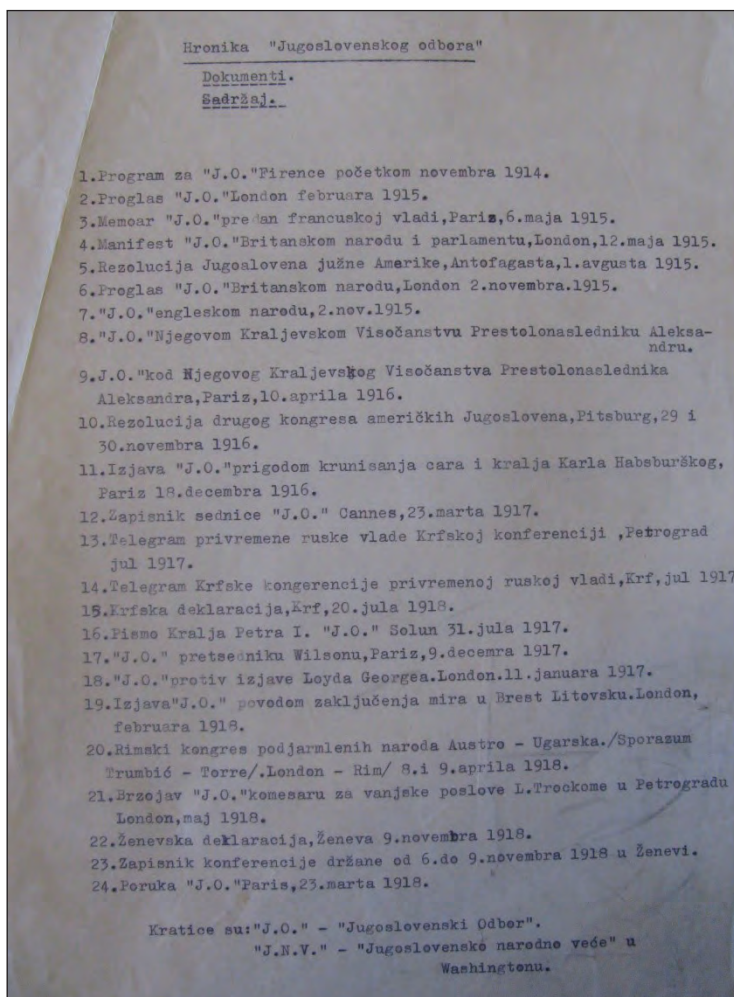 Hronika "Jugoslovenskog odbora"
Dokumenti.
Sadržaj.
1.Program za "J.O."Firence početkom novembra 1914.
2.Proglas "J.O."London februara 1915.
3.Memoar "J.O."predan francuskoj vladi,Pariz,6.maja 1915.
4.Manifest "J.O."Britanskom narodu i parlamentu,London,12.maja 1915.
5.Rezolucija Jugoalovena južne Amerike,Antofagasta,1.avgusta 1915.
6.Proglas "J.O."Britanskom narodu,London 2.novembra.1915.
7."J.O."engleskom narodu,2.nov.1915.
8."J.O."Njegovom Kraljevskom Visočanstvu Prestolonasledniku Aleksa-
ndru.
9.J.O."kod Njegovog Kraljevskog Visočanstva Prestolonaslednika
Aleksandra,Pariz,10.aprila 1916.
10.Rezolucija drugog kongresa američkih Jugoslovena,Pitsburg,29 i
30.novembra 1916.
11.Izjava "J.O."prigodom krunisanja cara i kralja Karla Habsburškog,
Pariz 18.decembra 1916.
12.Zapisnik sednice "J.O." Cannes,23.marta 1917.
13.Telegram privremene ruske vlade Krfskoj konferenciji ,Petrograd
jul 1917.
14.Telegram Krfske kongerencije privremenoj ruskoj vladi,Krf,jul 1917
15.Krfska deklaracija,Krf,20.jula 1918.
16.Pismo Kralja Petra I. "J.O." Solun 31.jula 1917.
17."J.O." pretsedniku Wilsonu,Pariz,9.decemra 1917.
18."J.O."protiv izjave Loyda Georgea.London.11.januara 1917.
19.Izjava"J.O." povodom zaključenja mira u Brest Litovsku.London,
februara 1918.
20.Rimski kongres podjarmlenih naroda Austro - Ugarska./Sporazum
Trumbić - Torre/.London - Rim/ 8.i 9.aprila 1918.
21.Brzojav "J.O."komesaru za vanjske poslove L.Trockome u Petrogradu
London,maj 1918.
22.Ženevska deklaracija,Ženeva 9.novembra 1918.
23.Zapisnik konferencije držane od 6.do 9.novembra 1918 u Ženevi.
24.Poruka "J.O."Paris,23.marta 1918.
Kratice su:"J.O." - "Jugoslovenski Odbor".
"J.N.V." - "Jugoslovensko narodno veće" u
Washingtonu.